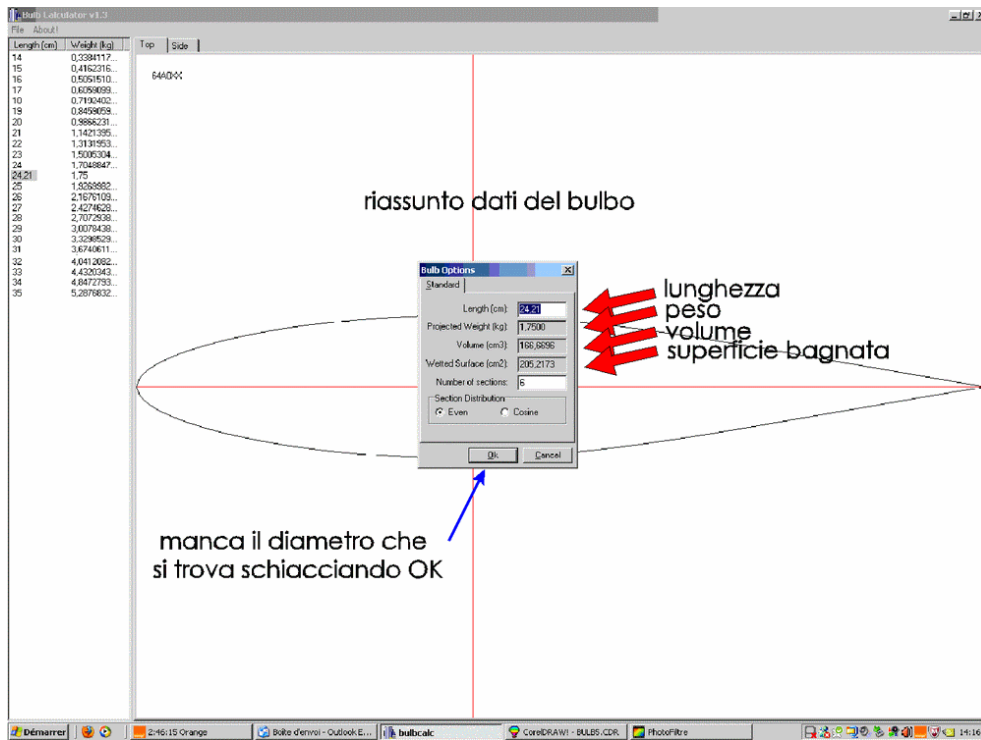 Bulb Calculator v1.3
File About!
Length (cm) Weight (kg)
14 0,3384117...
15 0,4162316...
16 0,5051510...
17 0,6059099...
18 0,7192402...
19 0,8459059...
20 0,9866231...
21 1,1421395...
22 1,3131953...
23 1,5005304...
24 1,7048847...
24,21 1,75
25 1,9269982...
26 2,1676109...
27 2,4274628...
28 2,7072938...
29 3,0078438...
30 3,3298529...
31 3,6740611...
32 4,0412082...
33 4,4320343...
34 4,8472793...
35 5,2876832...
Top Side
64A0XX
riassunto dati del bulbo
Bulb Options
Standard
Length (cm): 24,21
Projected Weight (kg): 1,7500
Volume (cm3): 166,6696
Wetted Surface (cm2): 205,2173
Number of sections: 6
Section Distribution
Even Cosine
Ok Cancel
lunghezza
peso
volume
superficie bagnata
manca il diametro che
si trova schiacciando OK
Démarrer 2:46:15 Orange Boîte d'envoi - Outlook E... bulbcalc CorelDRAW! - BULBS.CDR PhotoFiltre 14:16